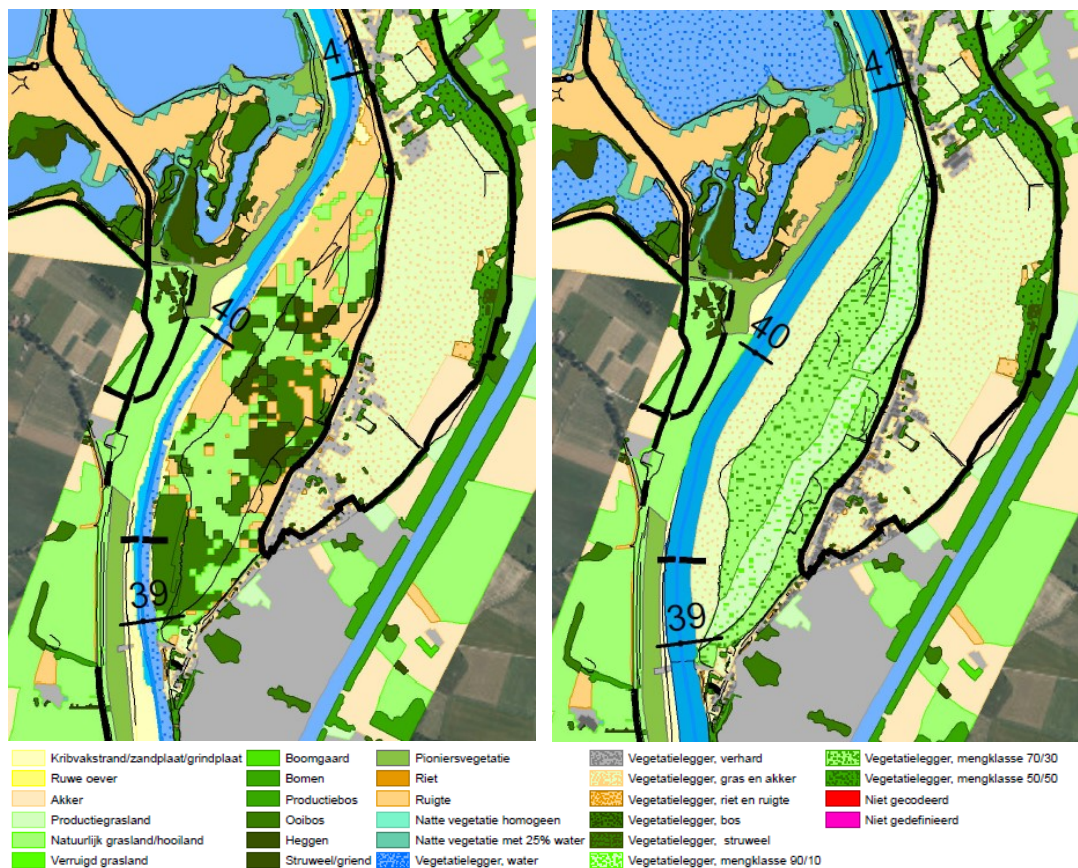 41
40
39
41
40
39
Kribvakstrand/zandplaat/grindplaat
Ruwe oever
Akker
Productiegrasland
Natuurlijk grasland/hooiland
Verruigd grasland
Boomgaard
Bomen
Productiebos
Ooibos
Heggen
Struweel/griend
Pioniersvegetatie
Riet
Ruigte
Natte vegetatie homogeen
Natte vegetatie met 25% water
Vegetatielegger, water
Vegetatielegger, verhard
Vegetatielegger, gras en akker
Vegetatielegger, riet en ruigte
Vegetatielegger, bos
Vegetatielegger, struweel
Vegetatielegger, mengklasse 90/10
Vegetatielegger, mengklasse 70/30
Vegetatielegger, mengklasse 50/50
Niet gecodeerd
Niet gedefinieerd